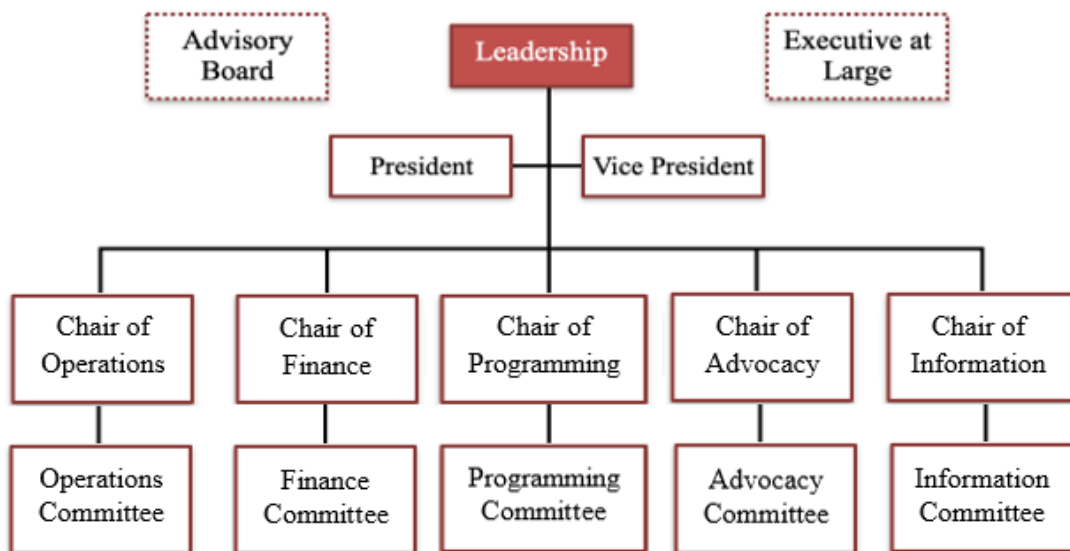 Advisory
Board
Leadership
Executive at
Large
President
Vice President
Chair of
Operations
Chair of
Finance
Chair of
Programming
Chair of
Advocacy
Chair of
Information
Operations
Committee
Finance
Committee
Programming
Committee
Advocacy
Committee
Information
Committee